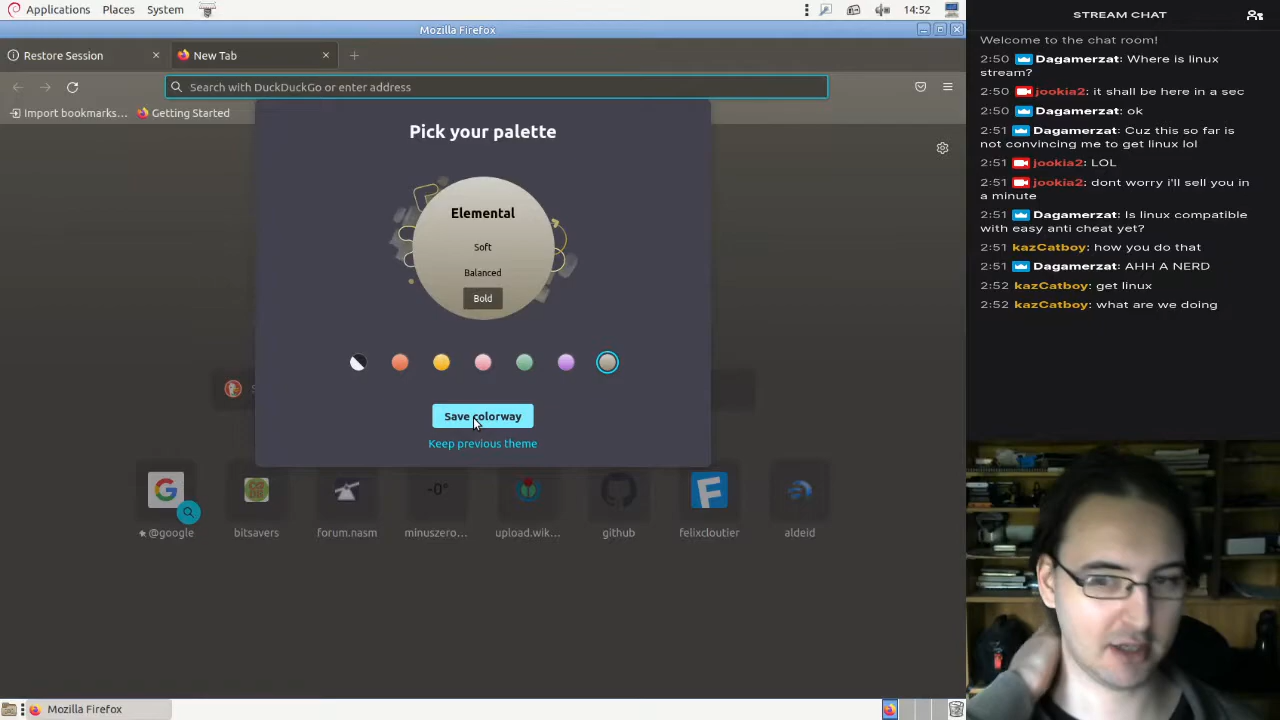 Applications Places System
14:52
Mozilla Firefox
Restore Session
New Tab
Search with DuckDuckGo or enter address
Import bookmarks...
Getting Started
Pick your palette
Elemental
Soft
Balanced
Bold
Save colorway
Keep previous theme
@google
bitsavers
forum.nasm
minuszero...
upload.wik...
github
felixcloutier
aldeid
Mozilla Firefox
STREAM CHAT
Welcome to the chat room!
2:50 Dagamerzat: Where is linux
stream?
2:50 jookia2: it shall be here in a sec
2:50 Dagamerzat: ok
2:51 Dagamerzat: Cuz this so far is
not convincing me to get linux lol
2:51 jookia2: LOL
2:51 jookia2: dont worry i'll sell you in
a minute
2:51 Dagamerzat: Is linux compatible
with easy anti cheat yet?
2:51 kazCatboy: how you do that
2:51 Dagamerzat: AHH A NERD
2:52 kazCatboy: get linux
2:52 kazCatboy: what are we doing